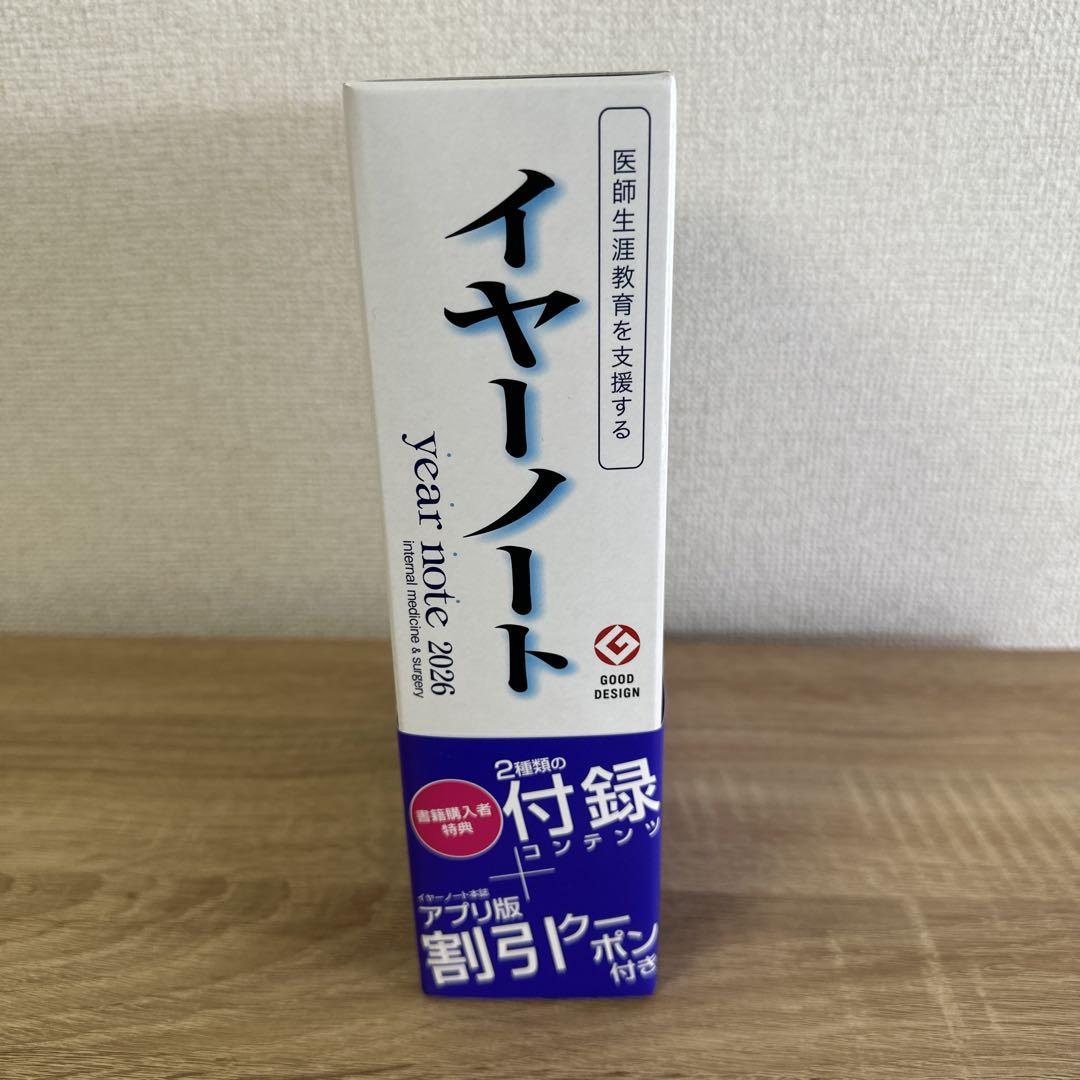 医師生涯教育を支援する
イヤーノート
year note 2026
internal medicine & surgery
GOOD
DESIGN
書籍購入者
特典
2種類の
付録
コンテンツ
+
イヤーノート本誌
アプリ版
割引クーポン
付き